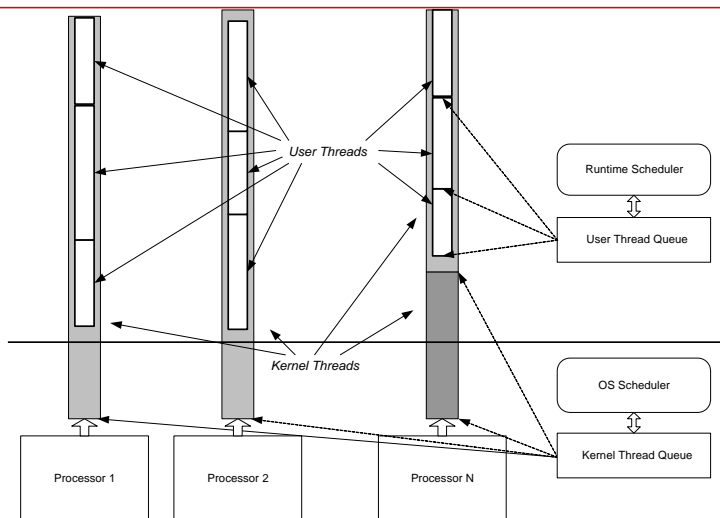 User Threads
Runtime Scheduler
User Thread Queue
Kernel Threads
OS Scheduler
Kernel Thread Queue
Processor 1
Processor 2
Processor N